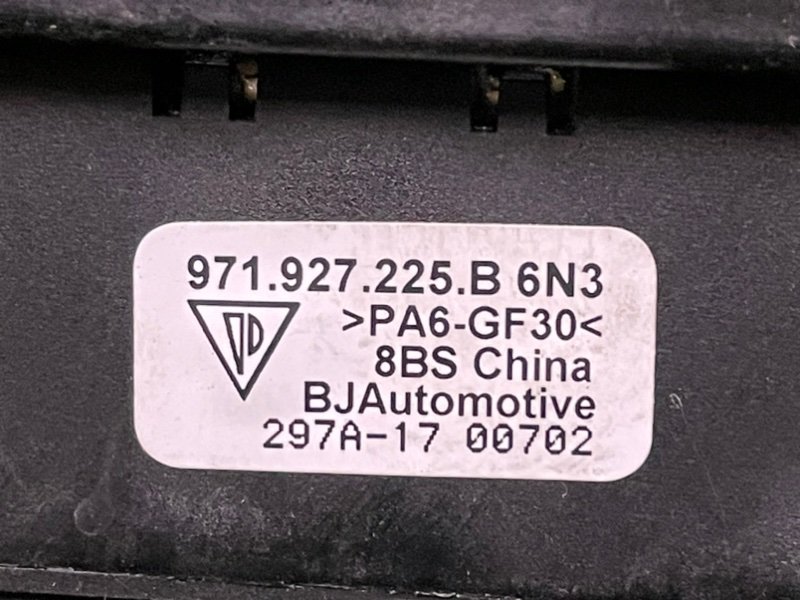 971.927.225.B 6N3
>PA6-GF30<
8BS China
BJAutomotive
297A-17 00702